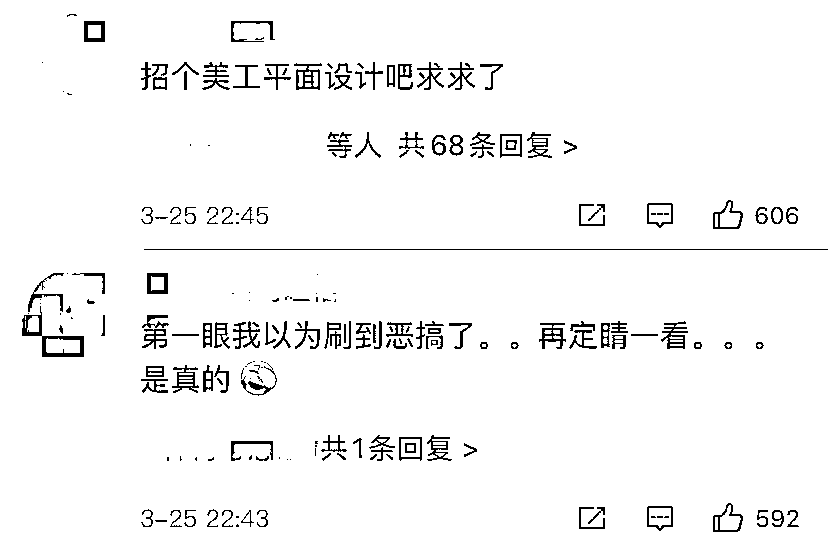 招个美工平面设计吧求求了
等人 共68条回复 >
3-25 22:45 606
第一眼我以为刷到恶搞了。。再定睛一看。。。
是真的
共1条回复 >
3-25 22:43 592